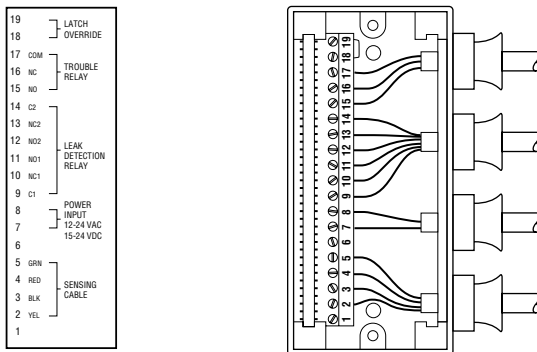 19
18
LATCH
OVERRIDE
17 COM
16 NC
15 NO
TROUBLE
RELAY
14 C2
13 NC2
12 NO2
11 NO1
10 NC1
9 C1
LEAK
DETECTION
RELAY
8
7
POWER
INPUT
12-24 VAC
15-24 VDC
6
5 GRN
4 RED
3 BLK
2 YEL
SENSING
CABLE
1
19
18
17
16
15
14
13
12
11
10
9
8
7
6
5
4
3
2
1